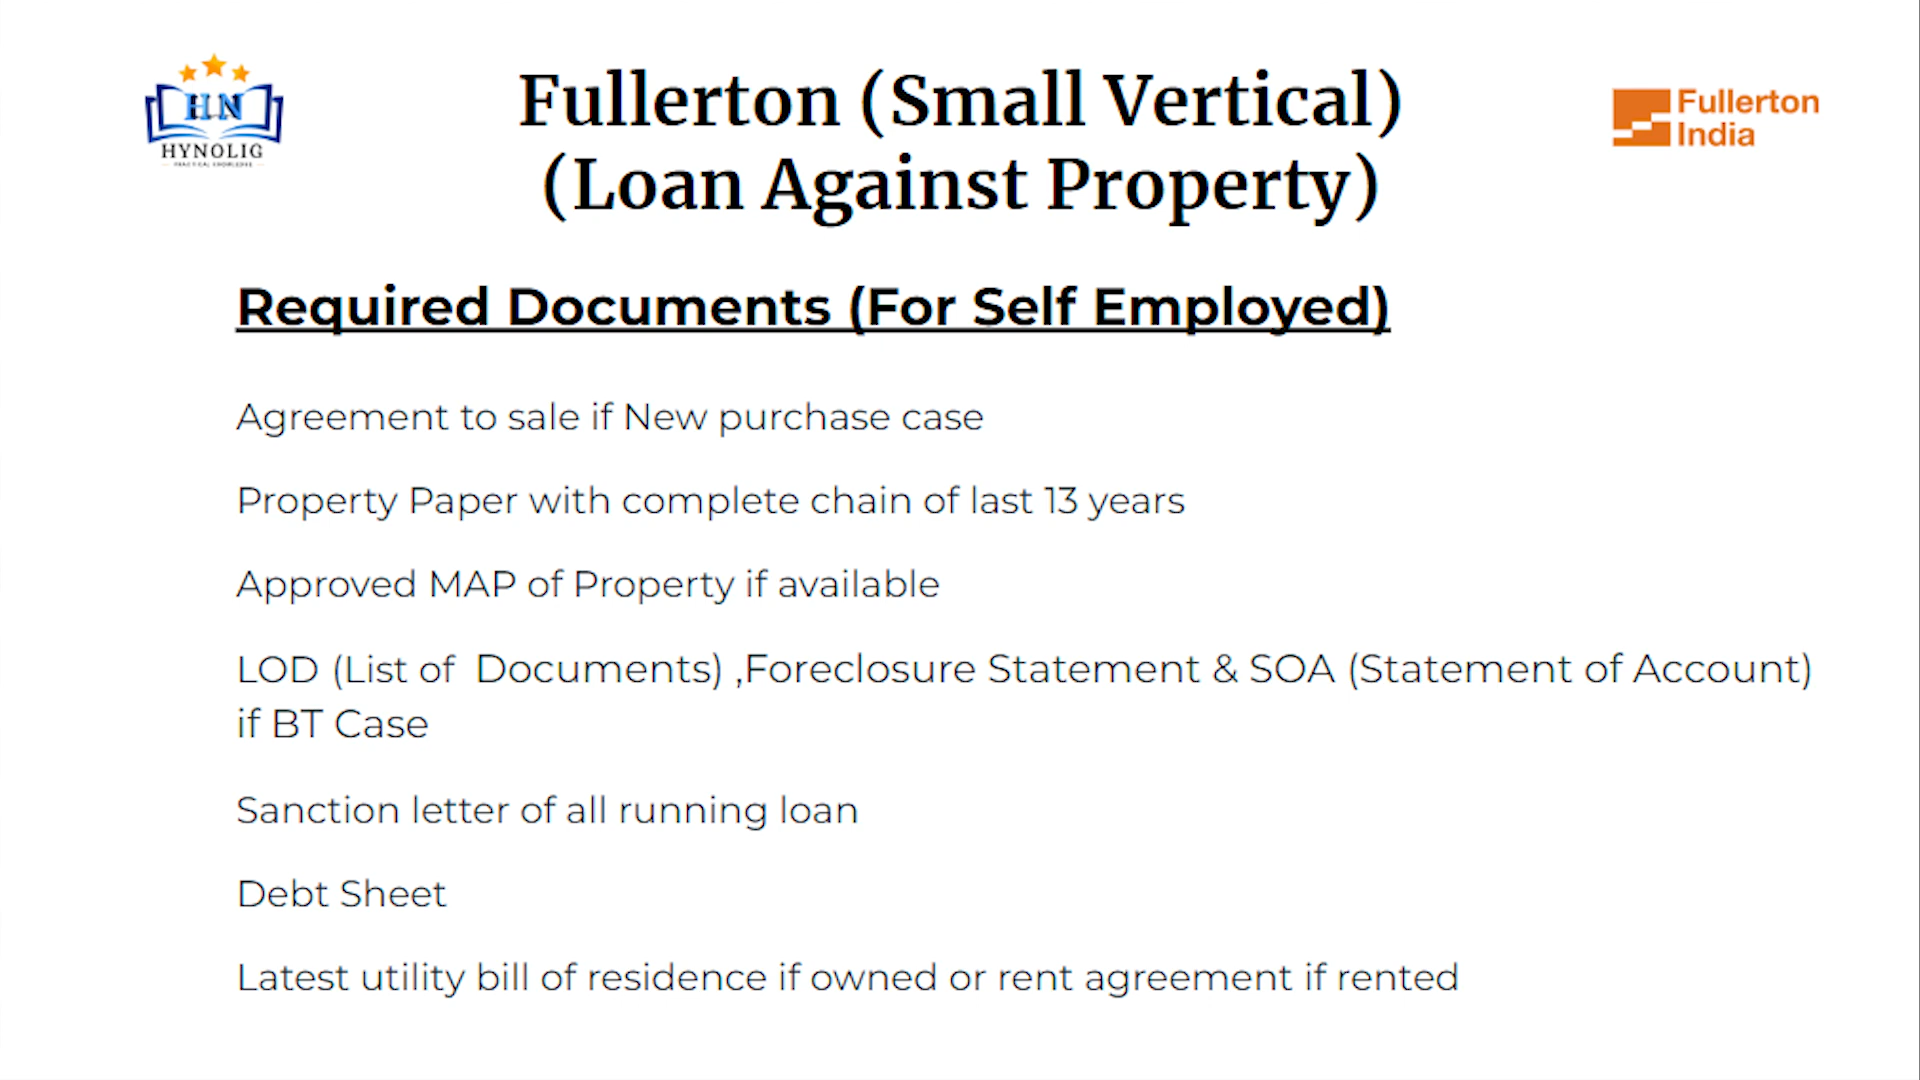 HN
HYNOLIG
PRACTICAL KNOWLEDGE
Fullerton (Small Vertical)
(Loan Against Property)
Fullerton
India
Required Documents (For Self Employed)
Agreement to sale if New purchase case
Property Paper with complete chain of last 13 years
Approved MAP of Property if available
LOD (List of Documents) ,Foreclosure Statement & SOA (Statement of Account)
if BT Case
Sanction letter of all running loan
Debt Sheet
Latest utility bill of residence if owned or rent agreement if rented